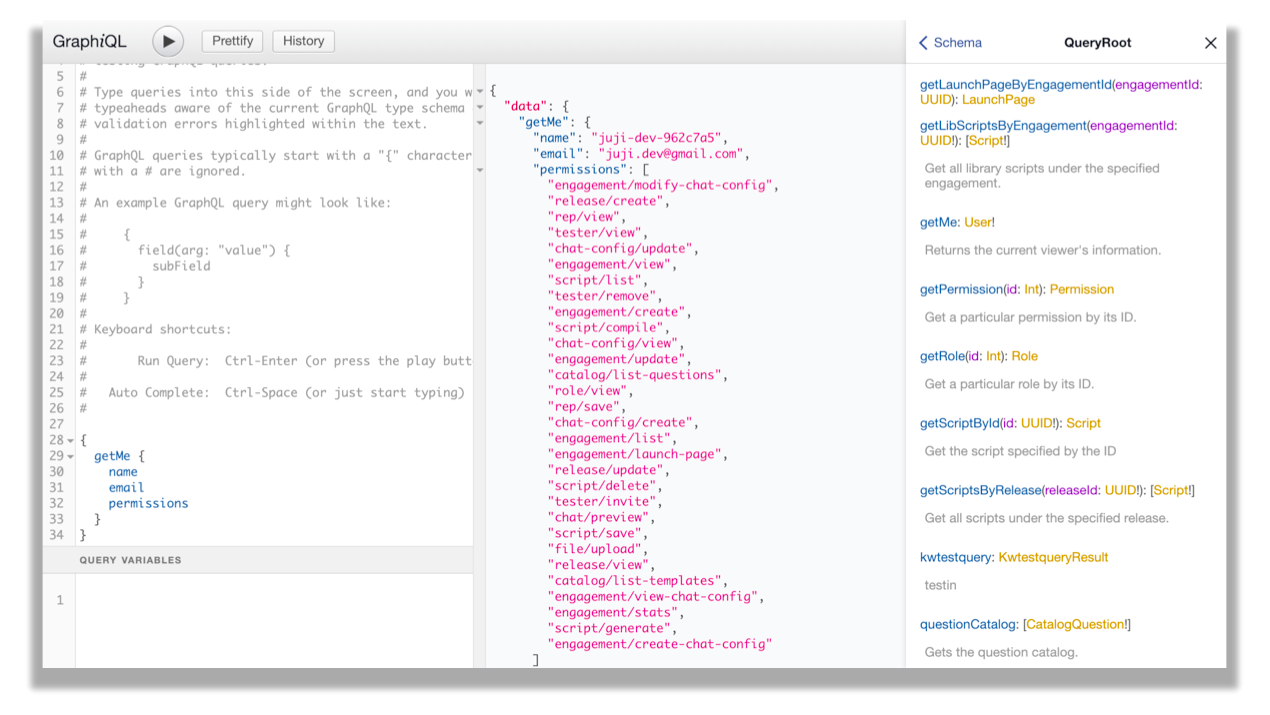 GraphiQL
Prettify
History
5 #
6 # Type queries into this side of the screen, and you w
7 # typeaheads aware of the current GraphQL type schema
8 # validation errors highlighted within the text.
9 #
10 # GraphQL queries typically start with a "{" character
11 # with a # are ignored.
12 #
13 # An example GraphQL query might look like:
14 #
15 #     {
16 #       field(arg: "value") {
17 #         subField
18 #       }
19 #     }
20 #
21 # Keyboard shortcuts:
22 #
23 #       Run Query:  Ctrl-Enter (or press the play butt
24 #
25 #   Auto Complete:  Ctrl-Space (or just start typing)
26 #
27
28 {
29   getMe {
30     name
31     email
32     permissions
33   }
34 }
QUERY VARIABLES
1
{
  "data": {
    "getMe": {
      "name": "juji-dev-962c7a5",
      "email": "juji.dev@gmail.com",
      "permissions": [
        "engagement/modify-chat-config",
        "release/create",
        "rep/view",
        "tester/view",
        "chat-config/update",
        "engagement/view",
        "script/list",
        "tester/remove",
        "engagement/create",
        "script/compile",
        "chat-config/view",
        "engagement/update",
        "catalog/list-questions",
        "role/view",
        "rep/save",
        "chat-config/create",
        "engagement/list",
        "engagement/launch-page",
        "release/update",
        "script/delete",
        "tester/invite",
        "chat/preview",
        "script/save",
        "file/upload",
        "release/view",
        "catalog/list-templates",
        "engagement/view-chat-config",
        "engagement/stats",
        "script/generate",
        "engagement/create-chat-config"
      ]
Schema
QueryRoot
getLaunchPageByEngagementId(engagementId:
UUID): LaunchPage
getLibScriptsByEngagement(engagementId:
UUID!): [Script!]
Get all library scripts under the specified
engagement.
getMe: User!
Returns the current viewer's information.
getPermission(id: Int): Permission
Get a particular permission by its ID.
getRole(id: Int): Role
Get a particular role by its ID.
getScriptById(id: UUID!): Script
Get the script specified by the ID
getScriptsByRelease(releaseId: UUID!): [Script!]
Get all scripts under the specified release.
kwtestquery: KwtestqueryResult
testin
questionCatalog: [CatalogQuestion!]
Gets the question catalog.